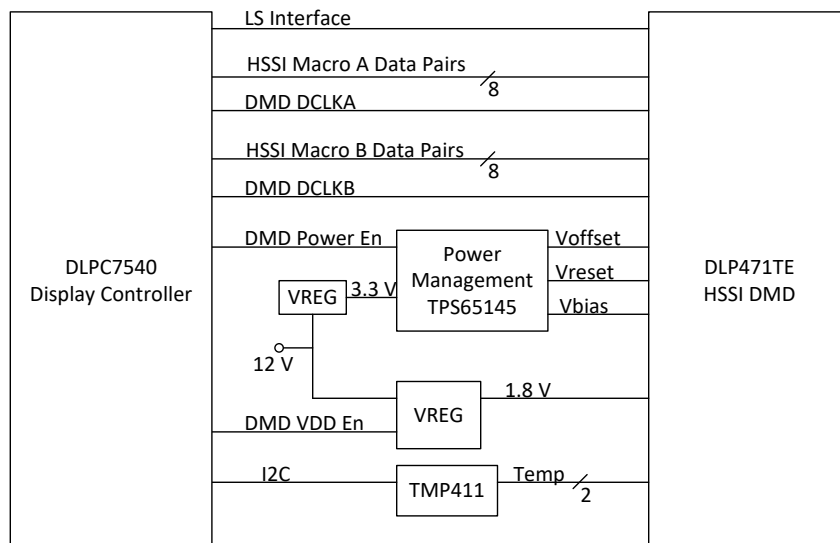 LS Interface
HSSI Macro A Data Pairs
8
DMD DCLKA
HSSI Macro B Data Pairs
8
DMD DCLKB
DMD Power En
Voffset
Power
Management
TPS65145
Vreset
Vbias
DLPC7540
Display Controller
DLP471TE
HSSI DMD
VREG
3.3 V
12 V
1.8 V
VREG
DMD VDD En
I2C
TMP411
Temp
2